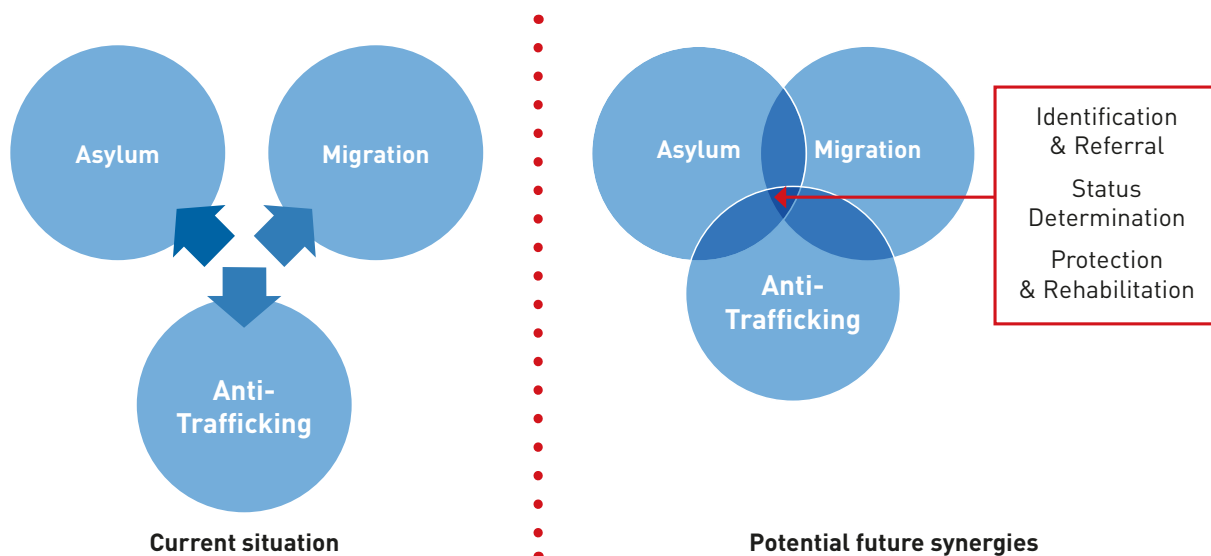 Asylum
Migration
Anti-
Trafficking
Current situation
Asylum
Migration
Anti-
Trafficking
Identification
& Referral
Status
Determination
Protection
& Rehabilitation
Potential future synergies